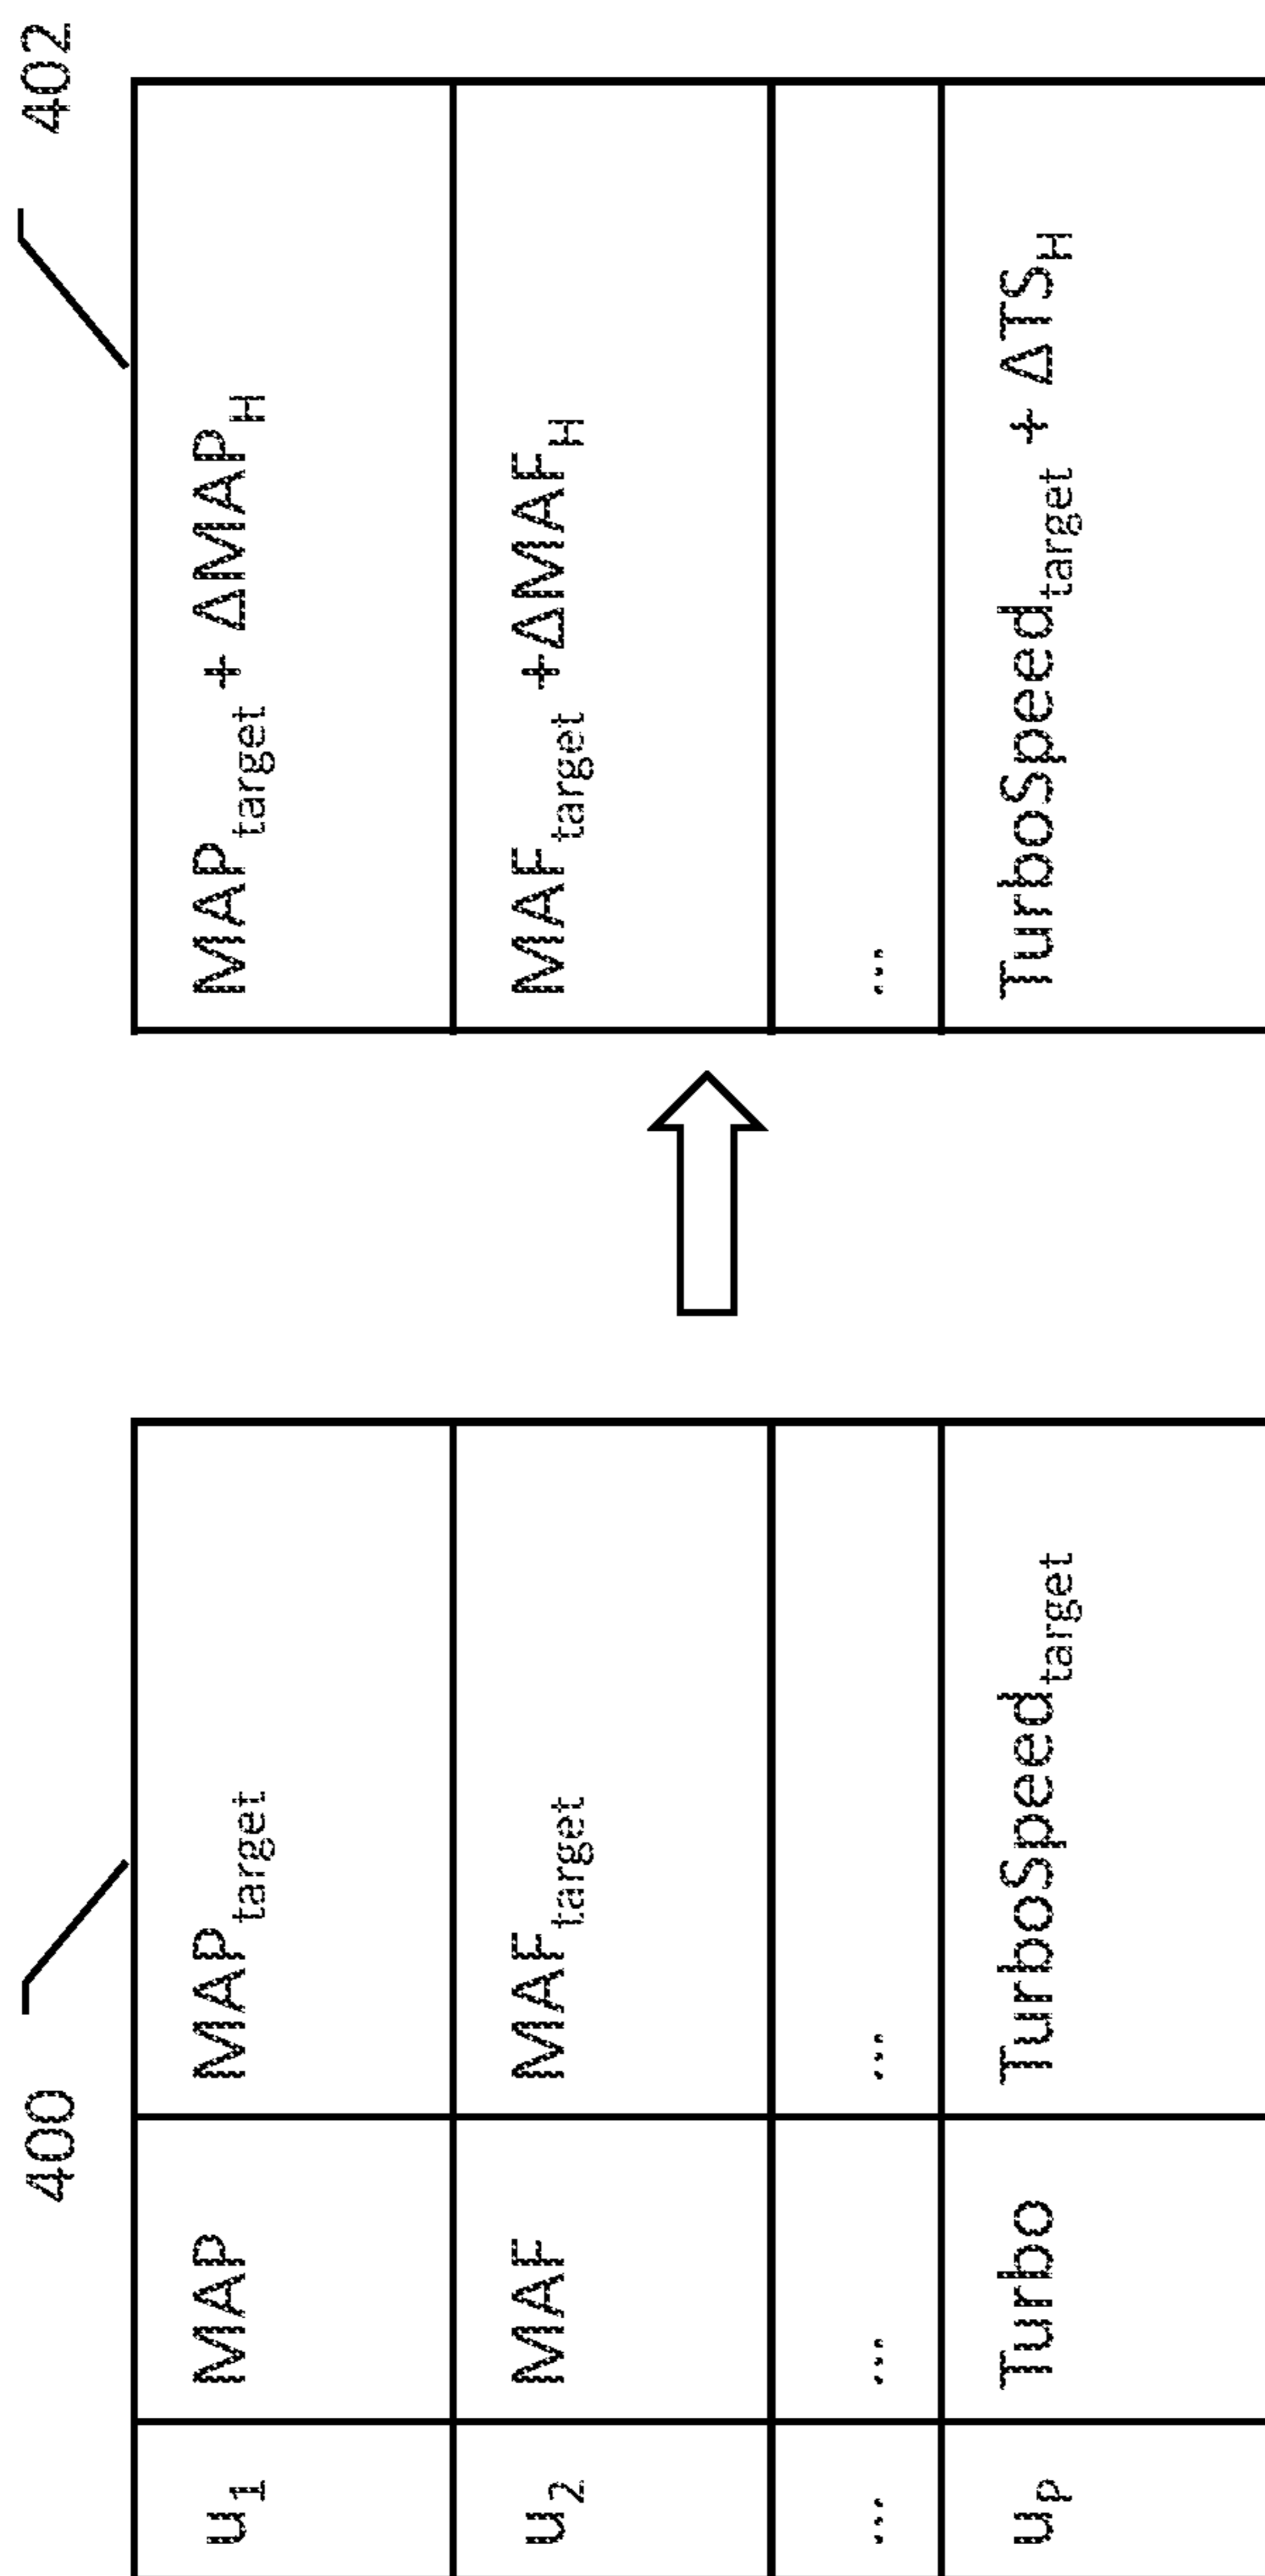 400
402
u1 MAP MAPtarget MAPtarget + ΔMAPH
u2 MAF MAFtarget MAFtarget +ΔMAFH
... ... ... ...
uP Turbo TurboSpeedtarget TurboSpeedtarget + ΔTSH